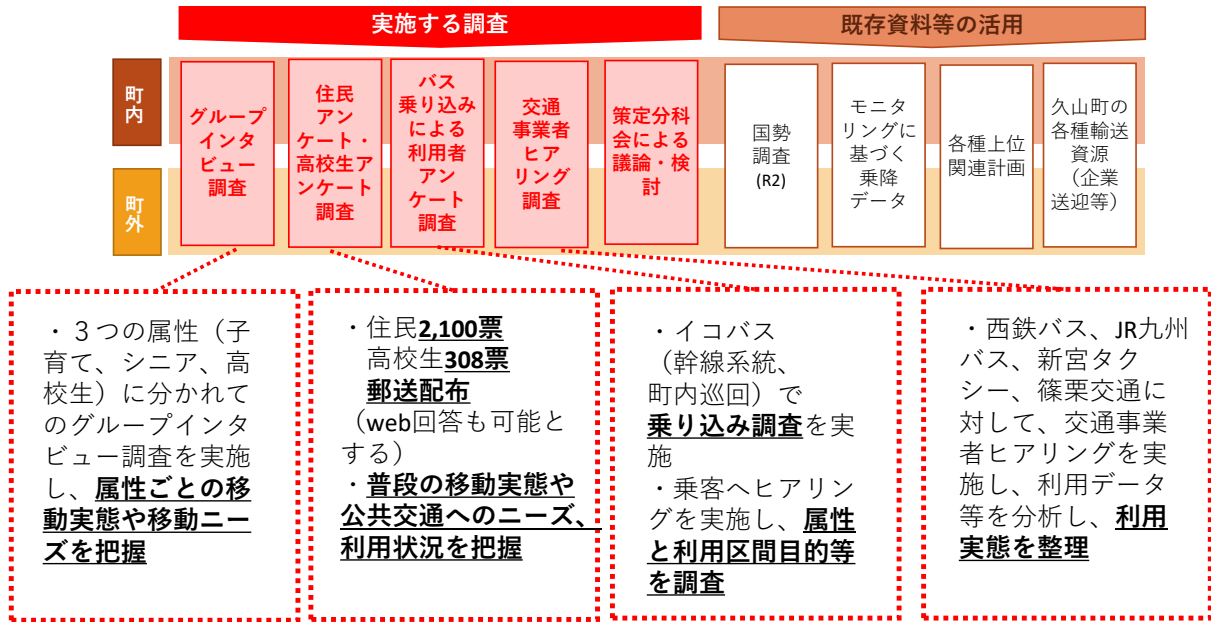 実施する調査
既存資料等の活用
町内
町外
グループ
インタ
ビュー
調査
住民
アン
ケート・
高校生ア
ンケート
調査
バス
乗り込み
による
利用者
アン
ケート
調査
交通
事業者
ヒア
リング
調査
策定分科
会による
議論・検
討
国勢
調査
(R2)
モニタ
リングに
基づく
乗降
データ
各種上位
関連計画
久山町の
各種輸送
資源
（企業
送迎等）
・３つの属性（子
育て、シニア、高
校生）に分かれて
のグループインタ
ビュー調査を実施
し、属性ごとの移
動実態や移動ニー
ズを把握
・住民2,100票
高校生308票
郵送配布
（web回答も可能と
する）
・普段の移動実態や
公共交通へのニーズ、
利用状況を把握
・イコバス
（幹線系統、
町内巡回）で
乗り込み調査を実
施
・乗客へヒアリン
グを実施し、属性
と利用区間目的等
を調査
・西鉄バス、JR九州
バス、新宮タク
シー、篠栗交通に
対して、交通事業
者ヒアリングを実
施し、利用データ
等を分析し、利用
実態を整理